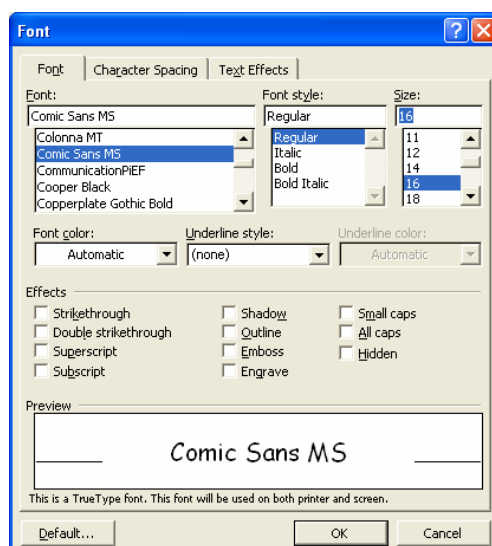 Font
Font Character Spacing Text Effects
Font: Font style: Size:
Comic Sans MS Regular 16
Colonna MT Regular 11
Comic Sans MS Italic 12
CommunicationPiEF Bold 14
Cooper Black Bold Italic 16
Copperplate Gothic Bold 18
Font color: Underline style: Underline color:
Automatic (none) Automatic
Effects
Strikethrough Shadow Small caps
Double strikethrough Outline All caps
Superscript Emboss Hidden
Subscript Engrave
Preview
Comic Sans MS
This is a TrueType font. This font will be used on both printer and screen.
Default... OK Cancel